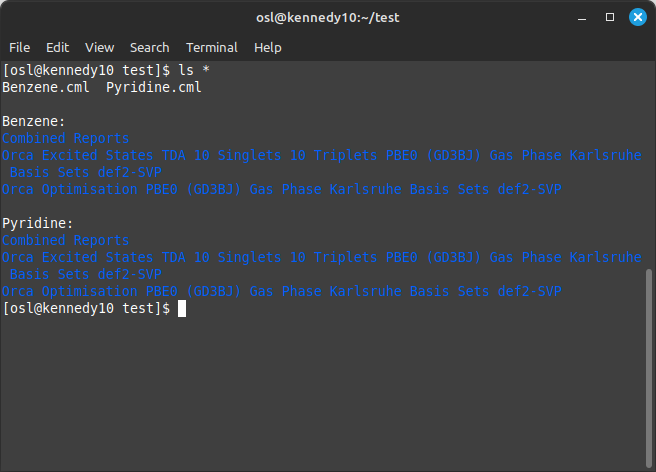 osl@kennedy10:~/test
File Edit View Search Terminal Help
[osl@kennedy10 test]$ ls *
Benzene.cml  Pyridine.cml
Benzene:
Combined Reports
Orca Excited States TDA 10 Singlets 10 Triplets PBE0 (GD3BJ) Gas Phase Karlsruhe
 Basis Sets def2-SVP
Orca Optimisation PBE0 (GD3BJ) Gas Phase Karlsruhe Basis Sets def2-SVP
Pyridine:
Combined Reports
Orca Excited States TDA 10 Singlets 10 Triplets PBE0 (GD3BJ) Gas Phase Karlsruhe
 Basis Sets def2-SVP
Orca Optimisation PBE0 (GD3BJ) Gas Phase Karlsruhe Basis Sets def2-SVP
[osl@kennedy10 test]$